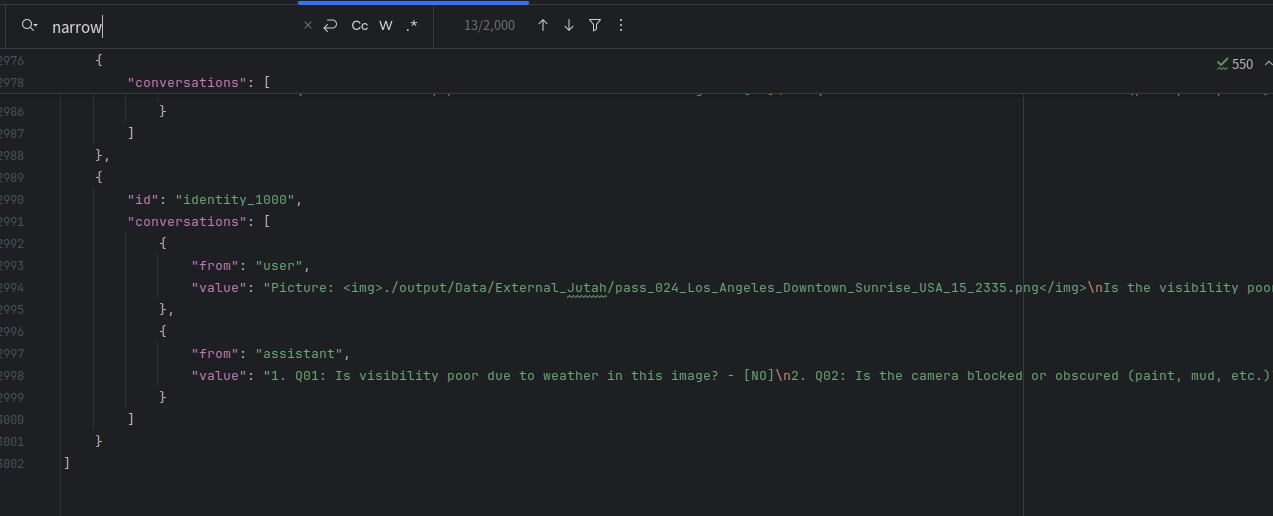 narrow × Cc W .* 13/2,000
2976 {
550
2978 "conversations": [
2986 }
2987 ]
2988 },
2989 {
2990 "id": "identity_1000",
2991 "conversations": [
2992 {
2993 "from": "user",
2994 "value": "Picture: <img>./output/Data/External_Jutah/pass_024_Los_Angeles_Downtown_Sunrise_USA_15_2335.png</img>\nIs the visibility poor
2995 },
2996 {
2997 "from": "assistant",
2998 "value": "1. Q01: Is visibility poor due to weather in this image? - [NO]\n2. Q02: Is the camera blocked or obscured (paint, mud, etc.)
2999 }
3000 ]
3001 }
3002 ]